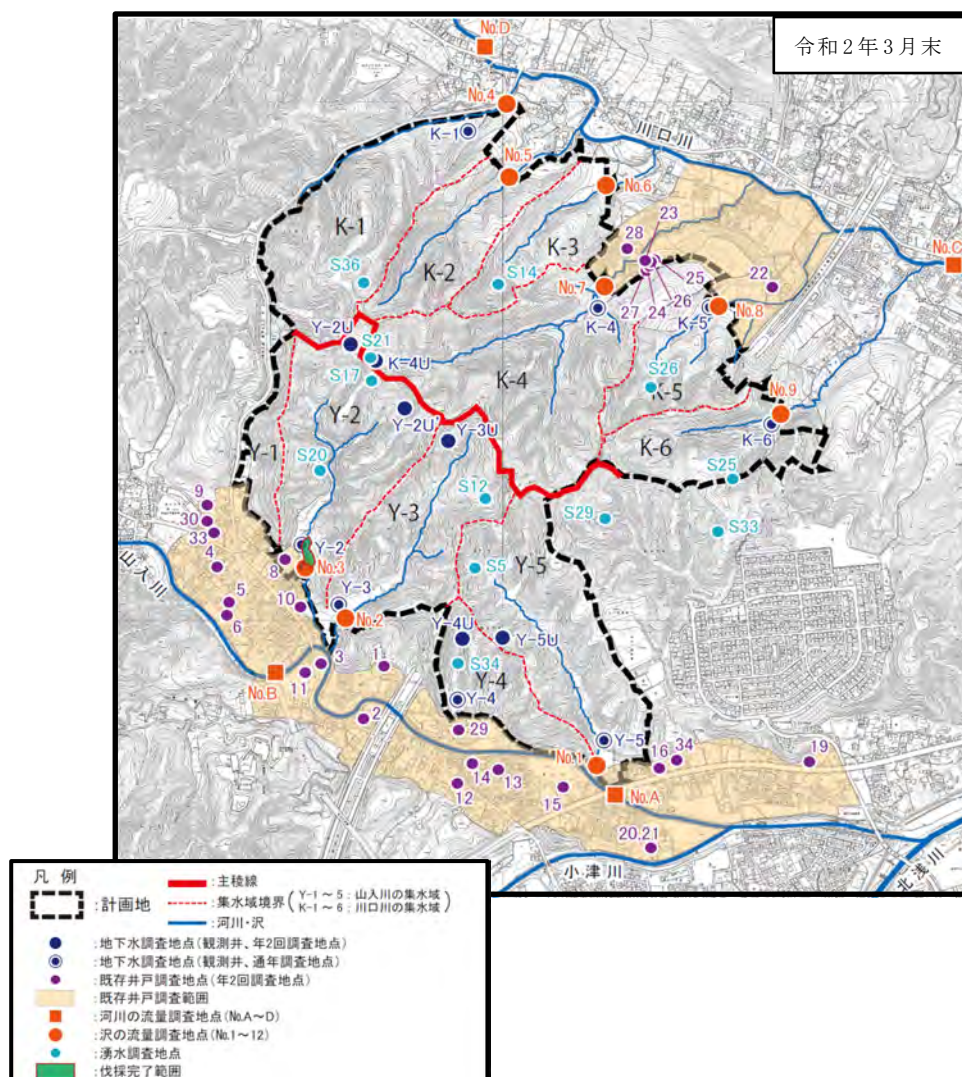 令和2年3月末
No.D
No.4
K-1
川口川
No.5
No.6
23
28
K-1
K-3
No.C
S36
K-2
S14
25
22
No.7
26
27
24
K-4
K-5
No.8
Y-2U
S21
K-4U
S17
K-4
S26
K-5
No.9
Y-2
Y-2U'
Y-3U
K-6
K-6
Y-1
S20
S25
S12
S29
S33
9
30
33
Y-3
4
山入川
Y-2
8
No.3
S5
Y-5
5
10
Y-3
No.2
6
Y-4U
Y-5U
3
1
S34
11
No.B
Y-4
Y-4
2
29
Y-5
No.1
16
34
19
14
13
12
15
No.A
20.21
小津川
北浅川
凡例
:計画地
:主稜線
:集水域境界(Y-1～5:山入川の集水域
K-1～6:川口川の集水域)
:河川・沢
:地下水調査地点(観測井、年2回調査地点)
:地下水調査地点(観測井、通年調査地点)
:既存井戸調査地点(年2回調査地点)
:既存井戸調査範囲
:河川の流量調査地点(No.A～D)
:沢の流量調査地点(No.1～12)
:湧水調査地点
:伐採完了範囲